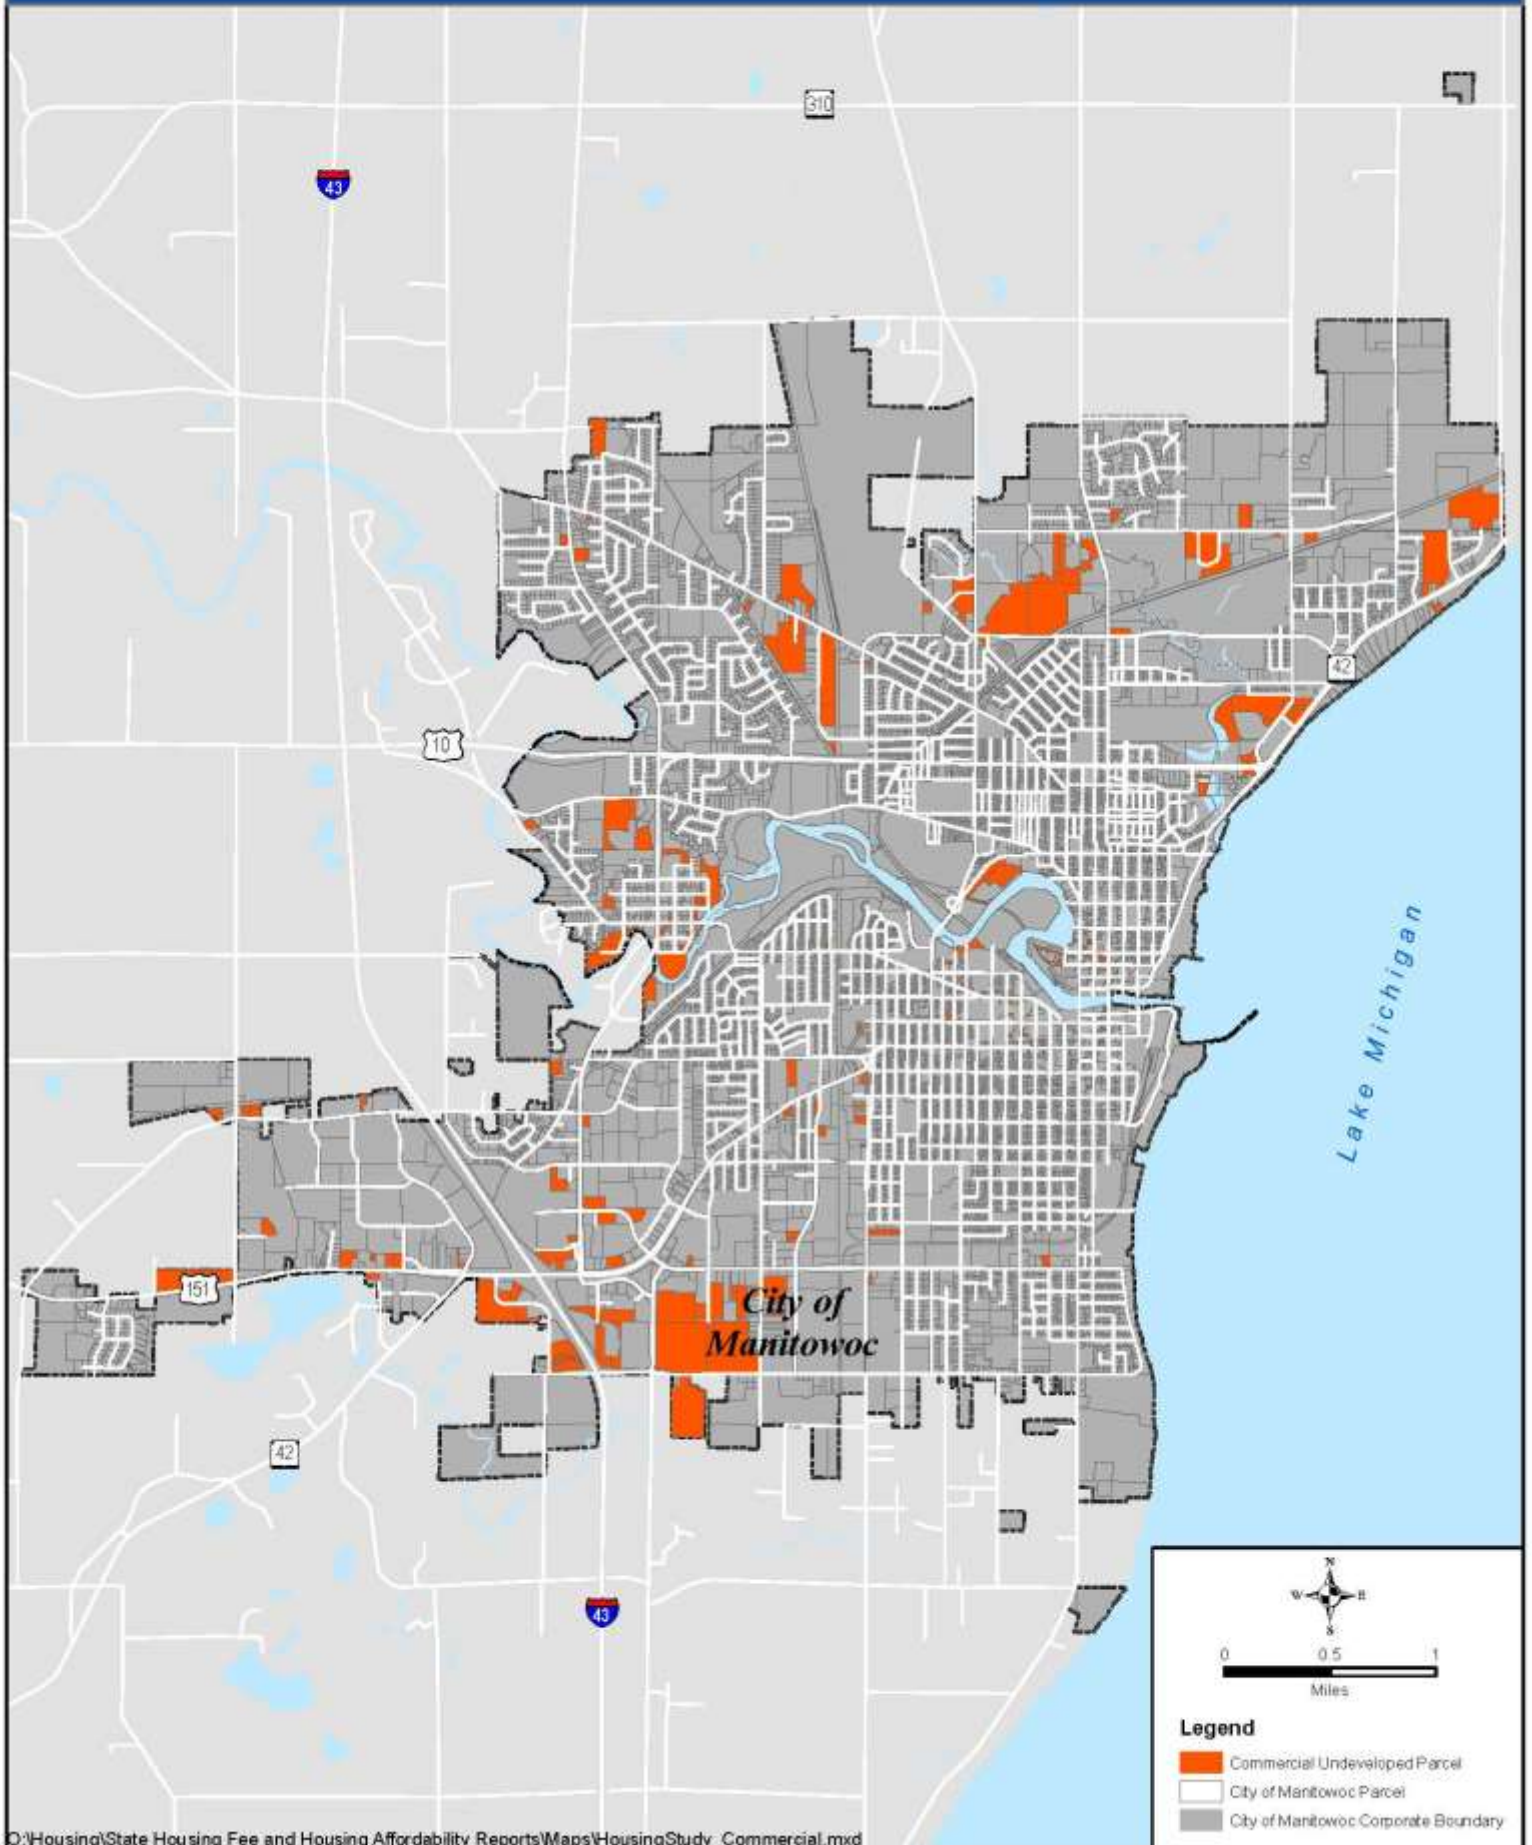 310
43
42
10
Lake Michigan
151
City of
Manitowoc
42
43
N
W
E
S
0
0.5
1
Miles
Legend
Commercial Undeveloped Parcel
City of Manitowoc Parcel
City of Manitowoc Corporate Boundary
O:\Housing\State Housing Fee and Housing Affordability Reports\Maps\HousingStudy_Commercial.mxd